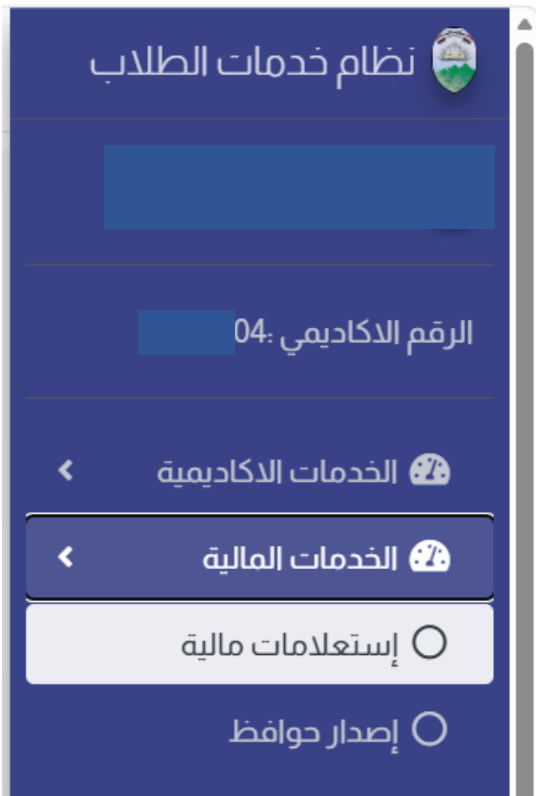 نظام خدمات الطلاب
الرقم الاكاديمي :04
الخدمات الاكاديمية
الخدمات المالية
إستعلامات مالية
إصدار حوافظ